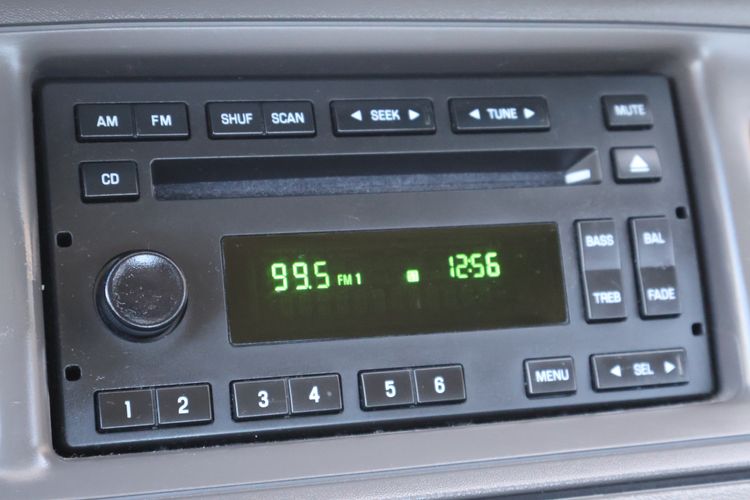 AM FM SHUF SCAN ◀ SEEK ▶ ◀ TUNE ▶ MUTE
CD
99.5 FM 1 12:56
BASS BAL
TREB FADE
1 2 3 4 5 6 MENU ◀ SEL ▶